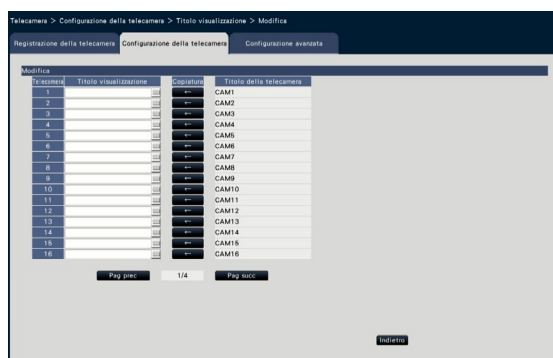 Telecamera > Configurazione della telecamera > Titolo visualizzazione > Modifica
Registrazione della telecamera Configurazione della telecamera Configurazione avanzata
Modifica
Telecamera Titolo visualizzazione Copiatura Titolo della telecamera
1 ← CAM1
2 ← CAM2
3 ← CAM3
4 ← CAM4
5 ← CAM5
6 ← CAM6
7 ← CAM7
8 ← CAM8
9 ← CAM9
10 ← CAM10
11 ← CAM11
12 ← CAM12
13 ← CAM13
14 ← CAM14
15 ← CAM15
16 ← CAM16
Pag prec 1/4 Pag succ
Indietro